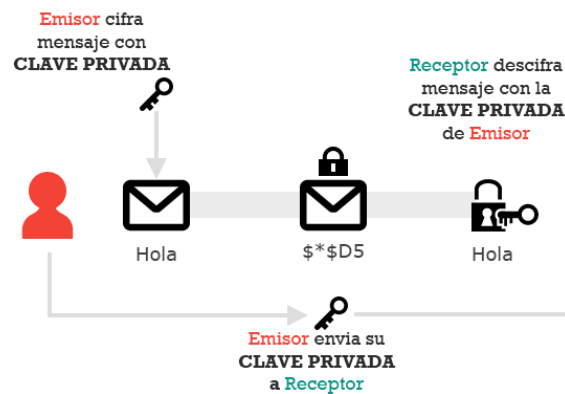 Emisor cifra
mensaje con
CLAVE PRIVADA
Receptor descifra
mensaje con la
CLAVE PRIVADA
de Emisor
Hola
$*$D5
Hola
Emisor envia su
CLAVE PRIVADA
a Receptor